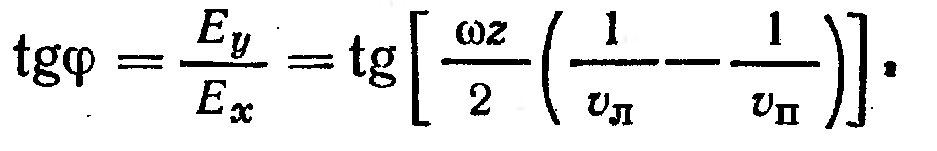 tgφ = E_y / E_x = tg[ ωz / 2 ( 1 / v_л − 1 / v_п ) ].